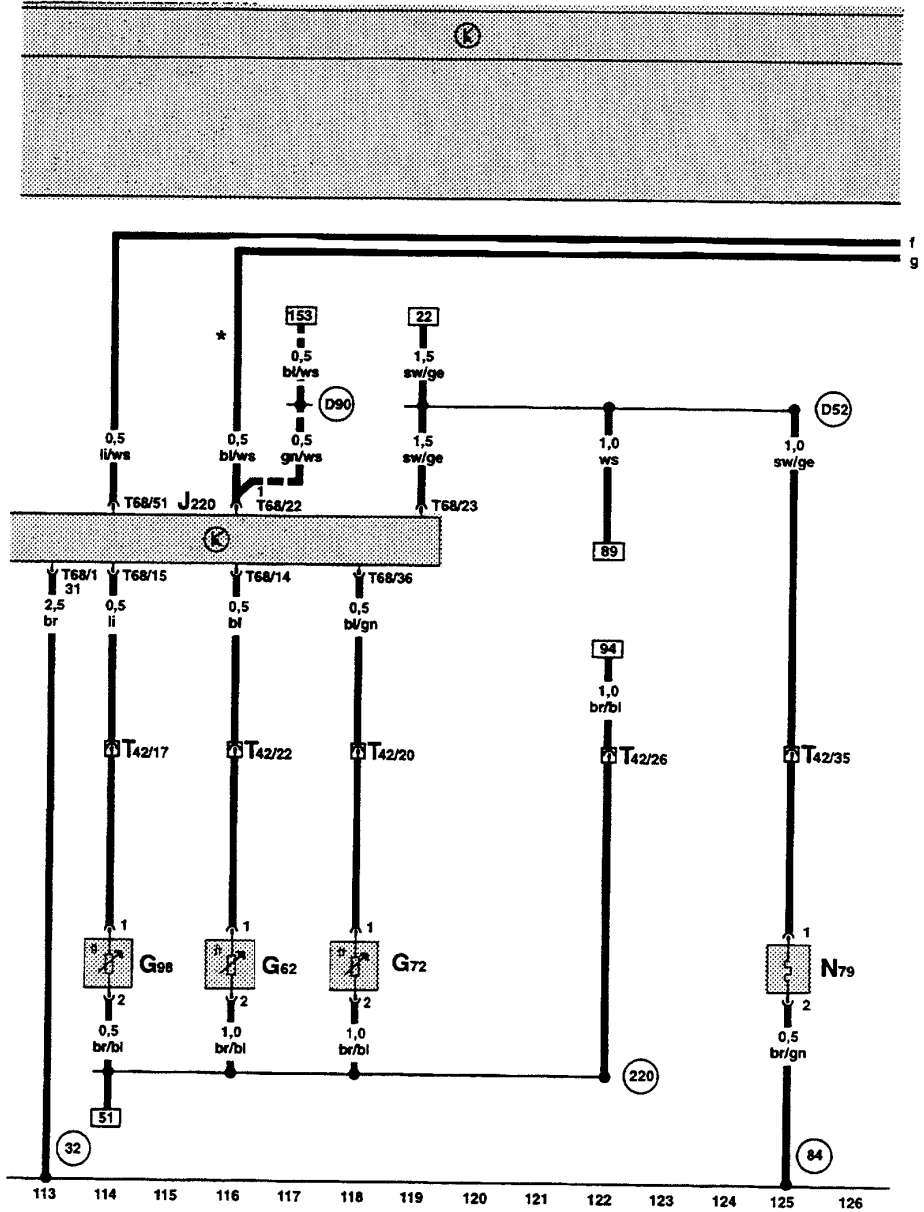 K
f
g
153
22
*
0,5
bl/ws
1,5
sw/ge
D90
D52
0,5
li/ws
0,5
bl/ws
0,5
gn/ws
1,5
sw/ge
1,0
ws
1,0
sw/ge
1
T68/51
J220
T68/22
T68/23
K
89
T68/1
31
T68/15
T68/14
T68/36
2,5
br
0,5
li
0,5
bl
0,5
bl/gn
94
1,0
br/bl
T42/17
T42/22
T42/20
T42/26
T42/35
1
1
1
1
G98
G62
G72
N79
2
2
2
2
0,5
br/bl
1,0
br/bl
1,0
br/bl
0,5
br/gn
220
51
32
84
113 114 115 116 117 118 119 120 121 122 123 124 125 126